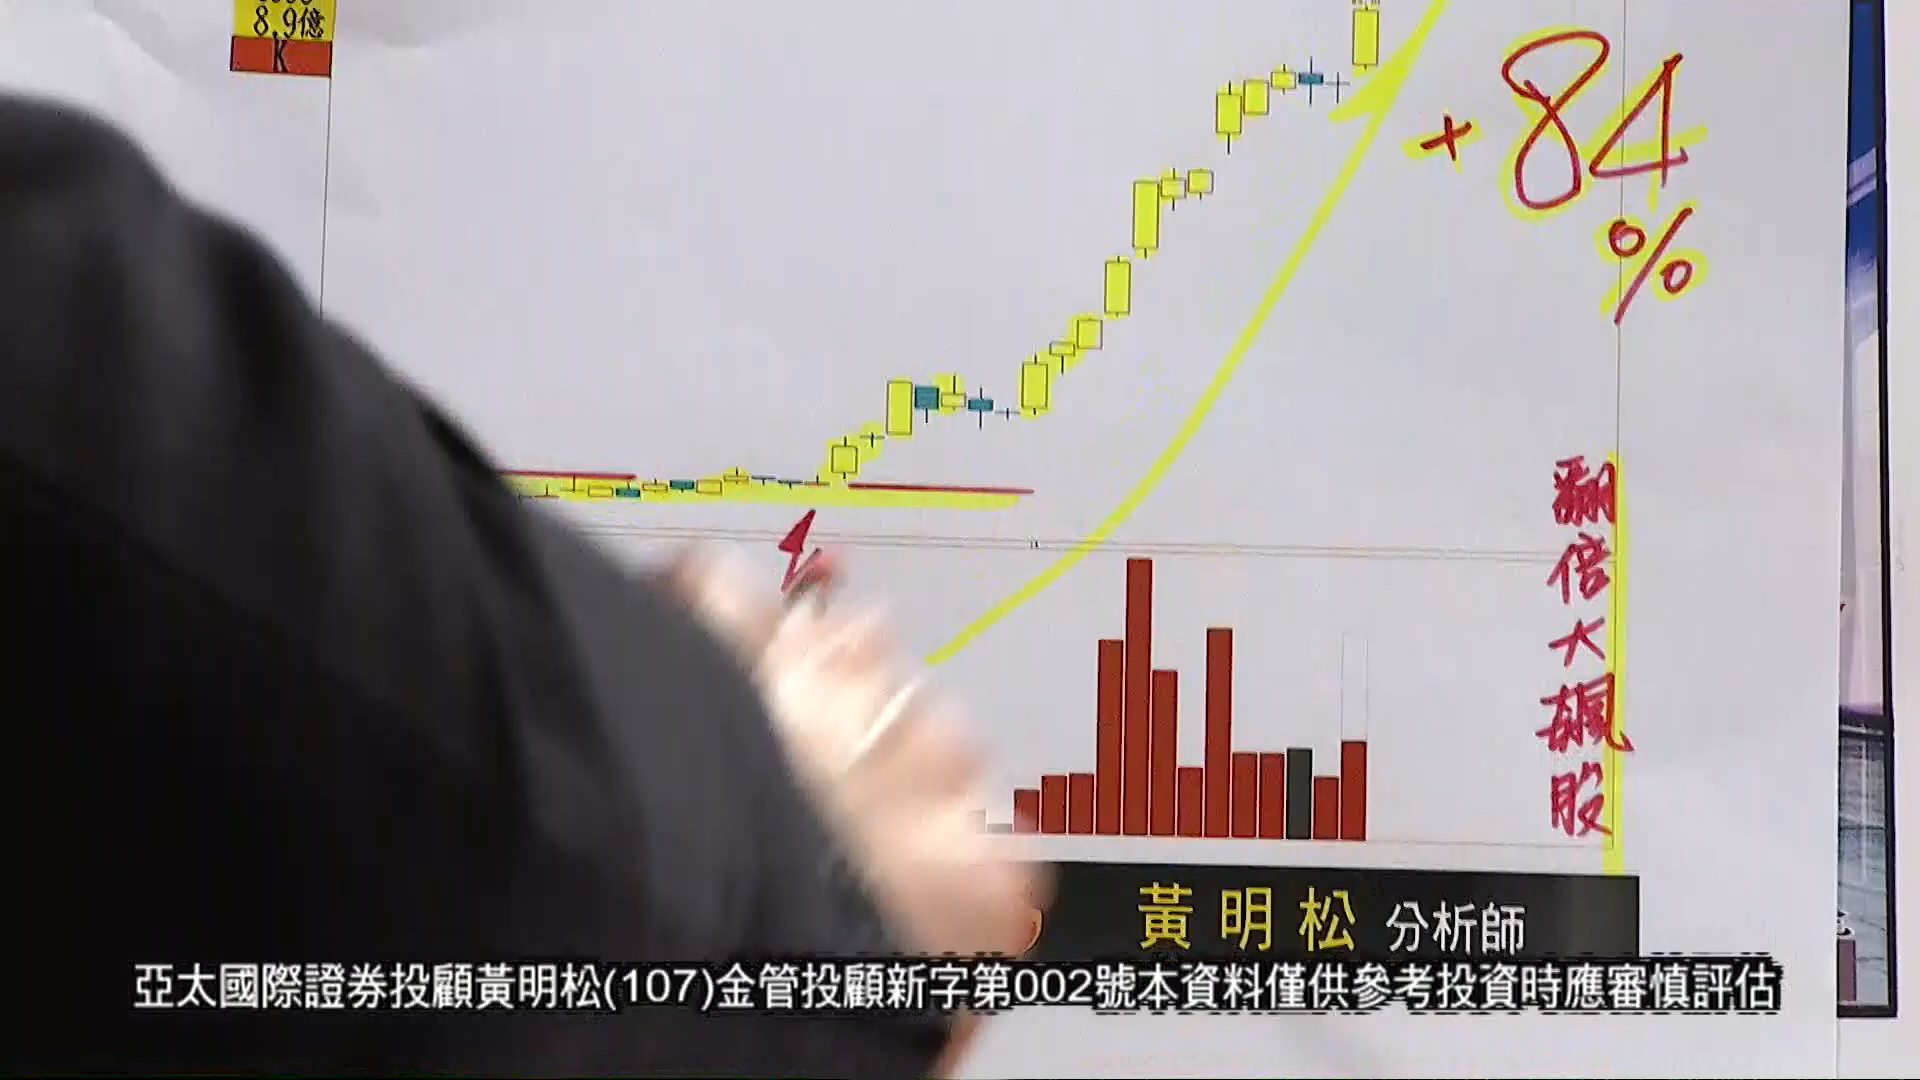 8.9億
K
+84
%
翻倍大飆股
黃明松 分析師
亞太國際證券投顧黃明松(107)金管投顧新字第002號本資料僅供參考投資時應審慎評估